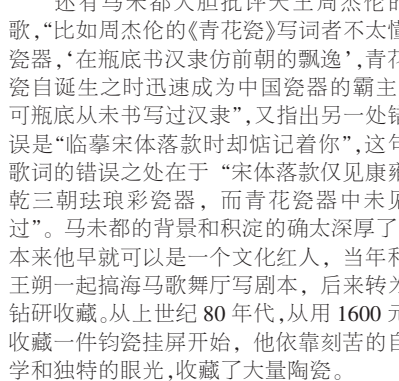 还有马未都大胆批评天王周杰伦的
歌,“比如周杰伦的《青花瓷》写词者不太懂
瓷器,‘在瓶底书汉隶仿前朝的飘逸’,青花
瓷自诞生之时迅速成为中国瓷器的霸主
可瓶底从未书写过汉隶”,又指出另一处错
误是“临摹宋体落款时却惦记着你”,这句
歌词的错误之处在于 “宋体落款仅见康雍
乾三朝珐琅彩瓷器，而青花瓷器中未见
过”。马未都的背景和积淀的确太深厚了
本来他早就可以是一个文化红人，当年和
王朔一起搞海马歌舞厅写剧本，后来转为
钻研收藏。从上世纪 80 年代,从用 1600 元
收藏一件钧瓷挂屏开始，他依靠刻苦的自
学和独特的眼光,收藏了大量陶瓷。